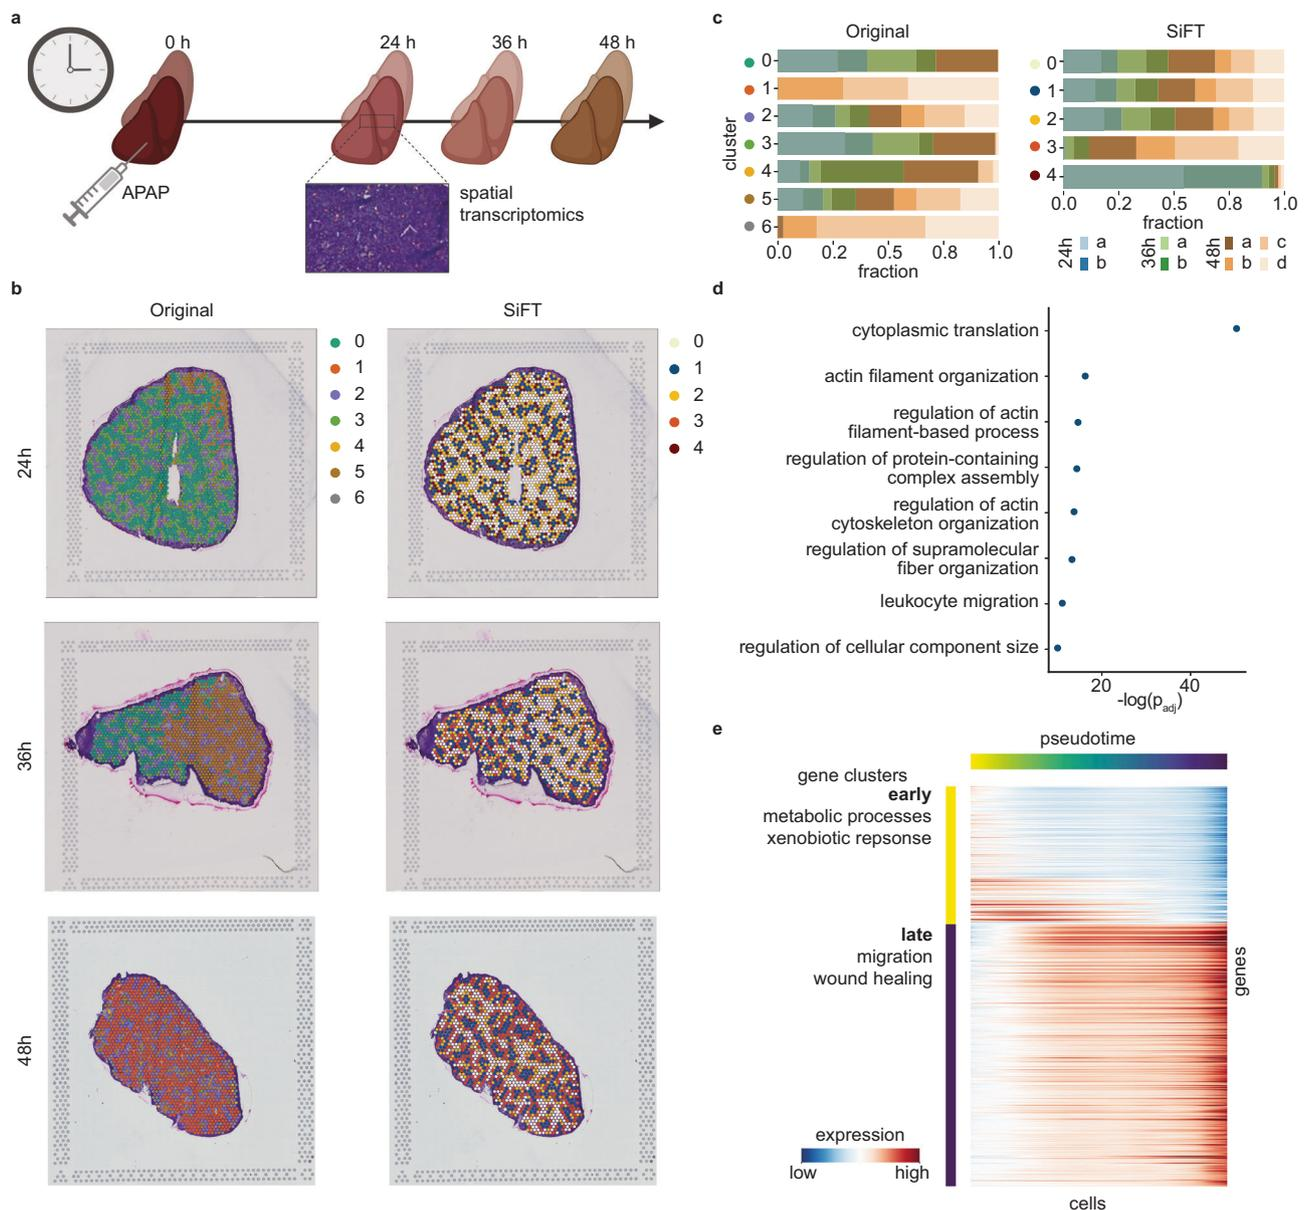 a
0 h
24 h
36 h
48 h
APAP
spatial
transcriptomics
b
Original
SiFT
0
1
2
3
4
5
6
0
1
2
3
4
24h
36h
48h
c
Original
SiFT
cluster
0
1
2
3
4
5
6
0.0
0.2
0.5
0.8
1.0
fraction
0
1
2
3
4
0.0
0.2
0.5
0.8
1.0
fraction
24h
a
b
36h
a
b
48h
a
b
c
d
d
cytoplasmic translation
actin filament organization
regulation of actin
filament-based process
regulation of protein-containing
complex assembly
regulation of actin
cytoskeleton organization
regulation of supramolecular
fiber organization
leukocyte migration
regulation of cellular component size
20
40
-log(p_adj)
e
pseudotime
gene clusters
early
metabolic processes
xenobiotic repsonse
late
migration
wound healing
genes
expression
low
high
cells